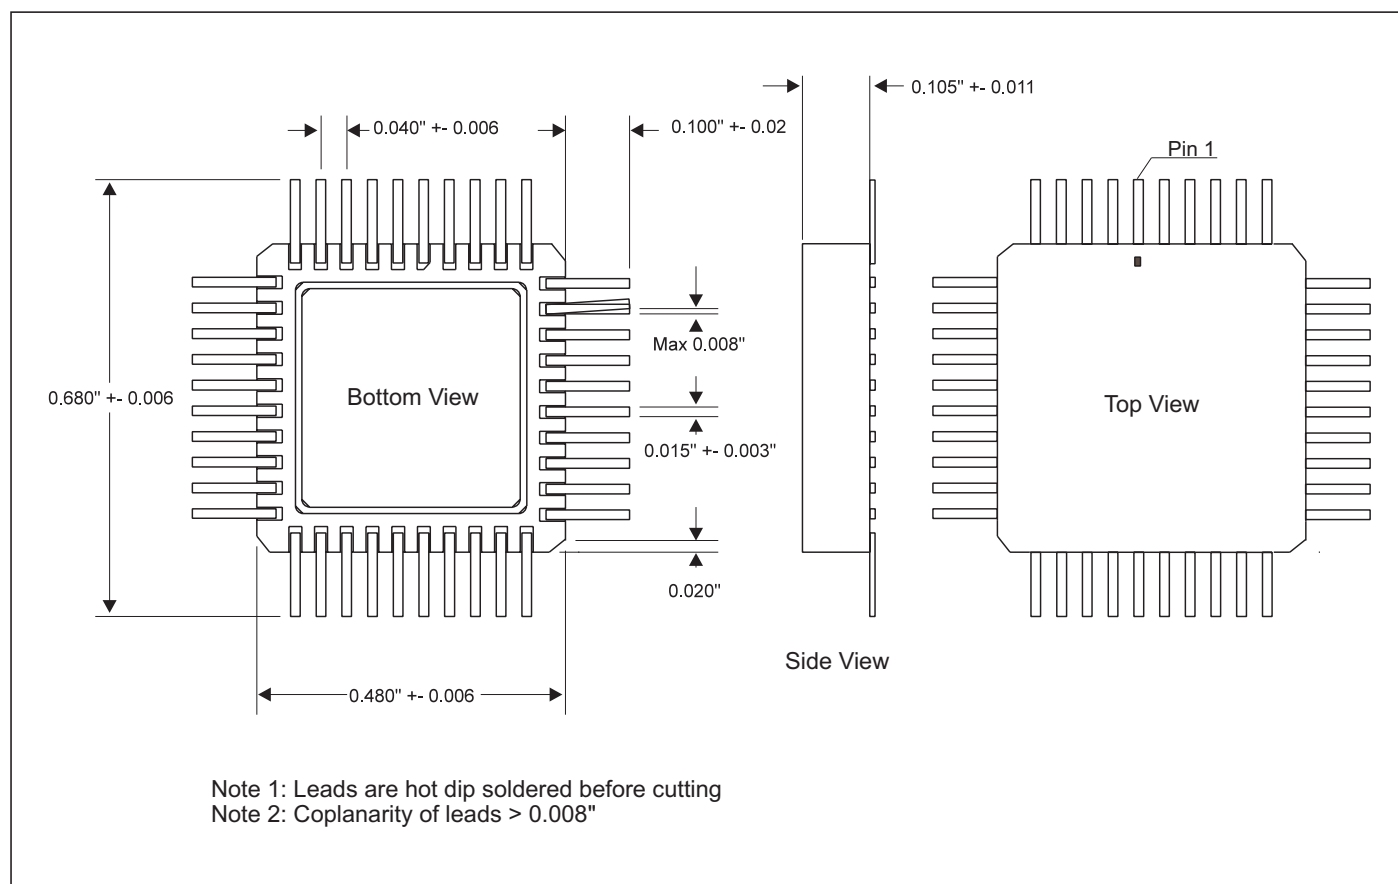 0.105" +- 0.011
0.040" +- 0.006
0.100" +- 0.02
Pin 1
Max 0.008"
0.680" +- 0.006
Bottom View
Top View
0.015" +- 0.003"
0.020"
Side View
0.480" +- 0.006
Note 1: Leads are hot dip soldered before cutting
Note 2: Coplanarity of leads > 0.008"